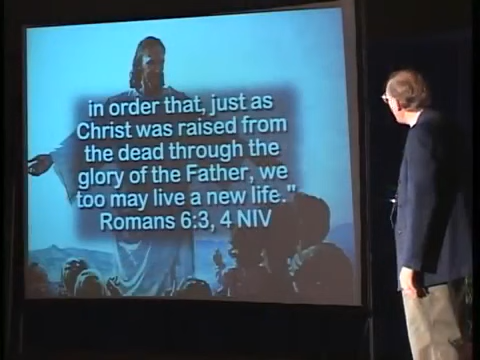 in order that, just as
Christ was raised from
the dead through the
glory of the Father, we
too may live a new life."
Romans 6:3, 4 NIV